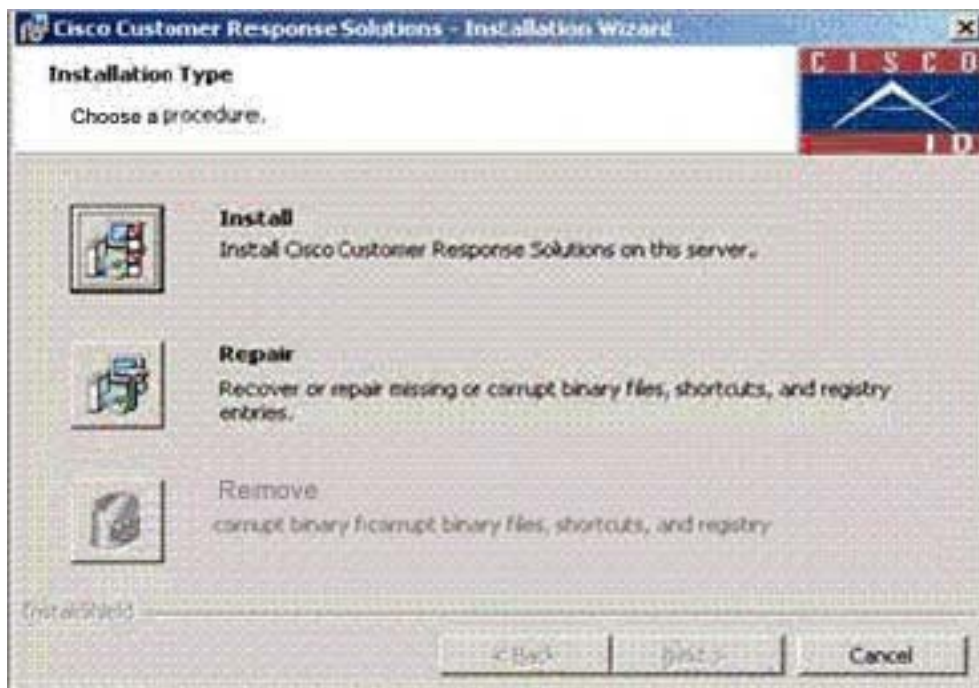 Cisco Customer Response Solutions - Installation Wizard
Installation Type
Choose a procedure.
CISCO
ID
Install
Install Cisco Customer Response Solutions on this server.
Repair
Recover or repair missing or corrupt binary files, shortcuts, and registry
entries.
Remove
corrupt binary ficorrupt binary files, shortcuts, and registry
InstallShield
< Back
Next >
Cancel